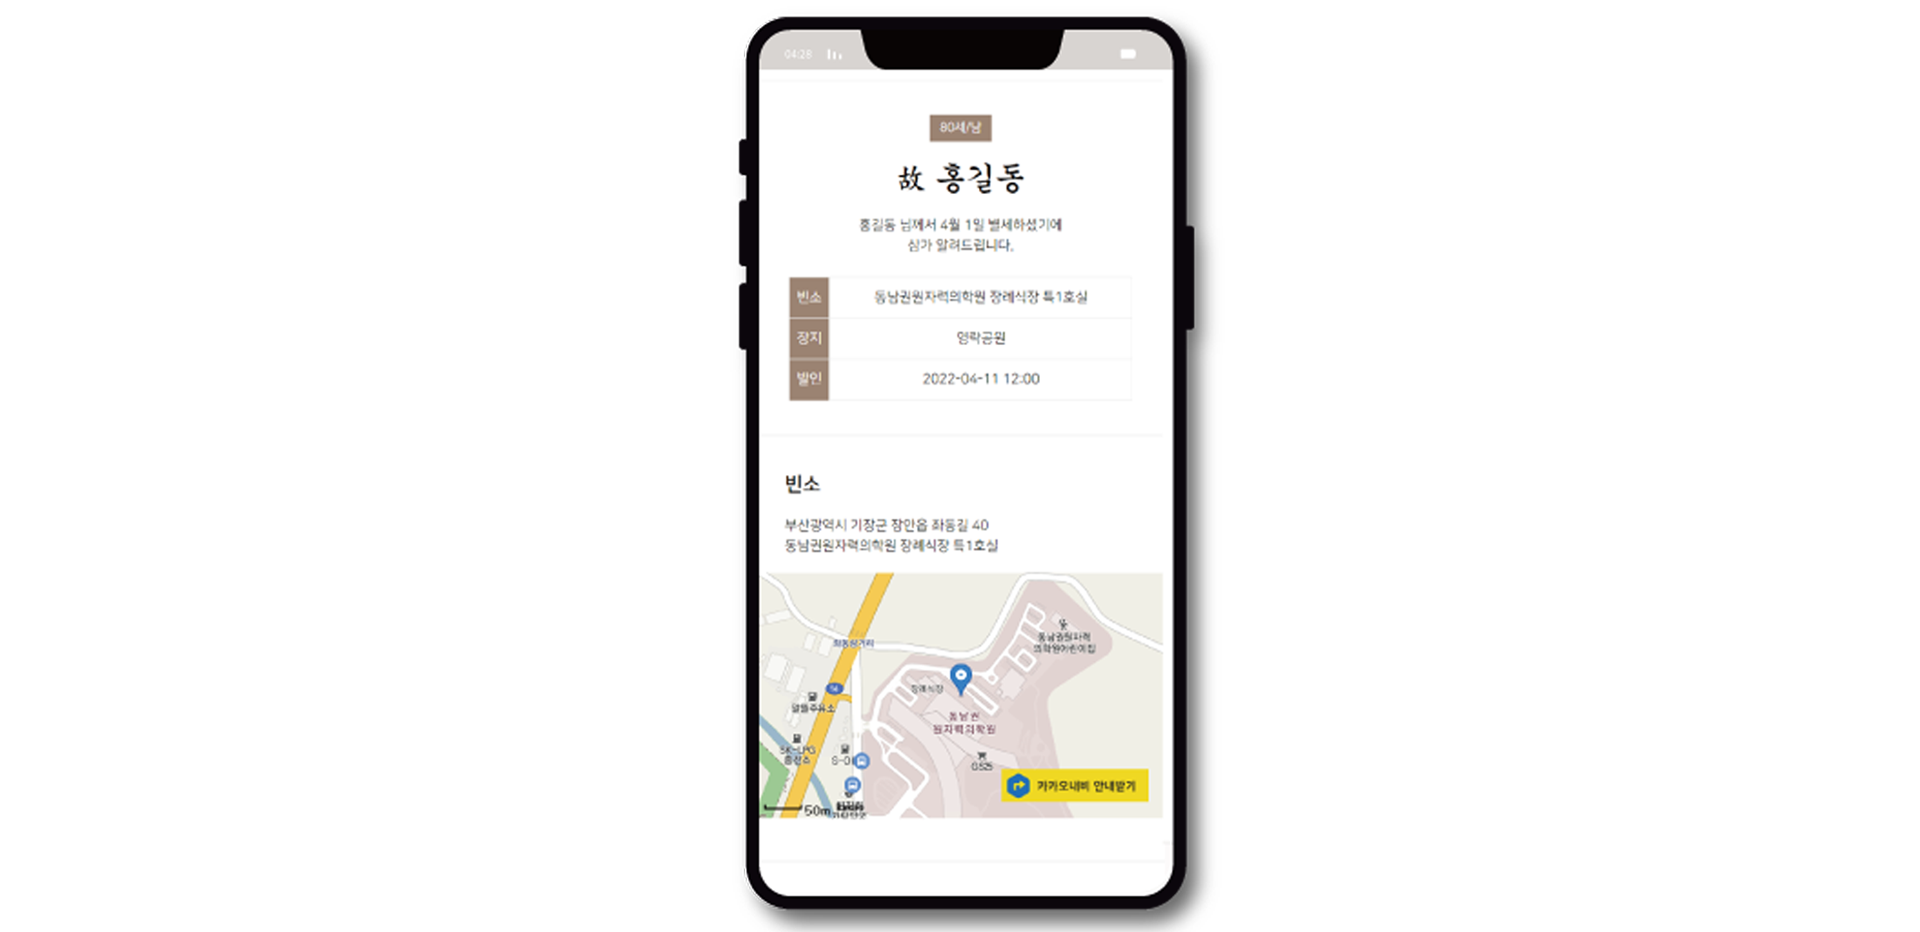 04:28
80세/남
故 홍길동
홍길동 님께서 4월 1일 별세하셨기에
삼가 알려드립니다.
빈소 동남권원자력의학원 장례식장 특1호실
장지 영락공원
발인 2022-04-11 12:00
빈소
부산광역시 기장군 장안읍 좌동길 40
동남권원자력의학원 장례식장 특1호실
동남권원자력
의학원어린이집
장례식장
알뜰주유소
동남권
원자력의학원
SK-LPG
충전소
S-O
GS25
카카오내비 안내받기
50m